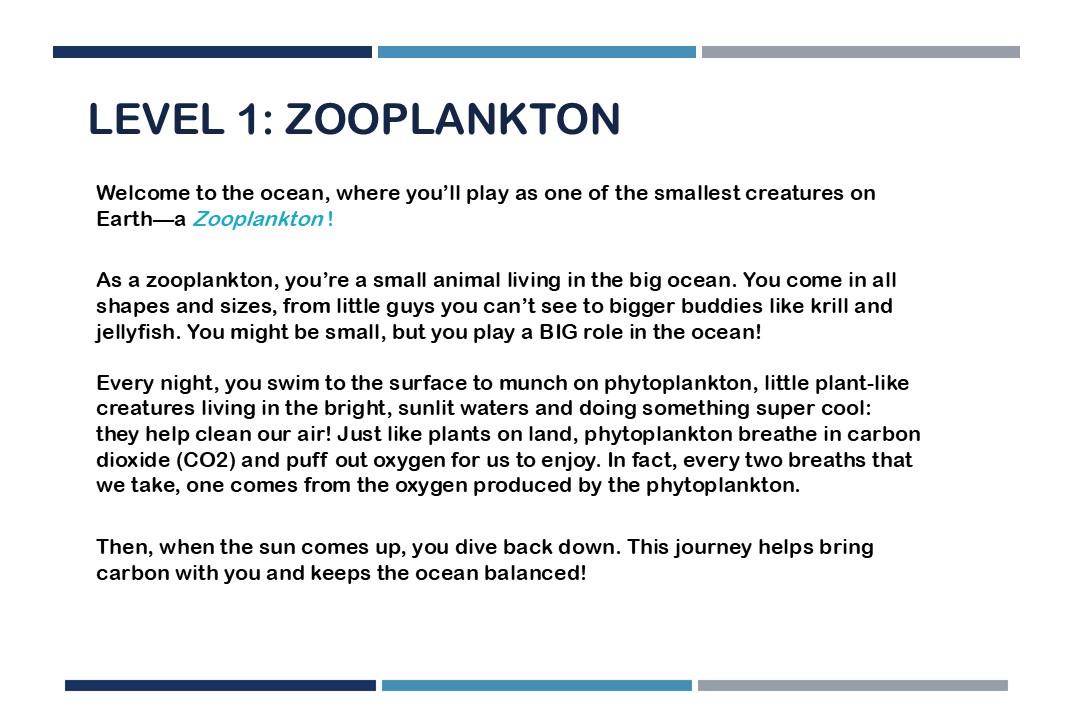 LEVEL 1: ZOOPLANKTON
Welcome to the ocean, where you’ll play as one of the smallest creatures on
Earth—a Zooplankton !
As a zooplankton, you’re a small animal living in the big ocean. You come in all
shapes and sizes, from little guys you can’t see to bigger buddies like krill and
jellyfish. You might be small, but you play a BIG role in the ocean!
Every night, you swim to the surface to munch on phytoplankton, little plant-like
creatures living in the bright, sunlit waters and doing something super cool:
they help clean our air! Just like plants on land, phytoplankton breathe in carbon
dioxide (CO2) and puff out oxygen for us to enjoy. In fact, every two breaths that
we take, one comes from the oxygen produced by the phytoplankton.
Then, when the sun comes up, you dive back down. This journey helps bring
carbon with you and keeps the ocean balanced!